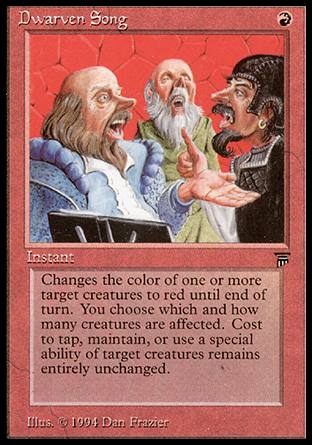 Dwarven Song
Instant
Changes the color of one or more
target creatures to red until end of
turn. You choose which and how
many creatures are affected. Cost
to tap, maintain, or use a special
ability of target creatures remains
entirely unchanged.
Illus. © 1994 Dan Frazier